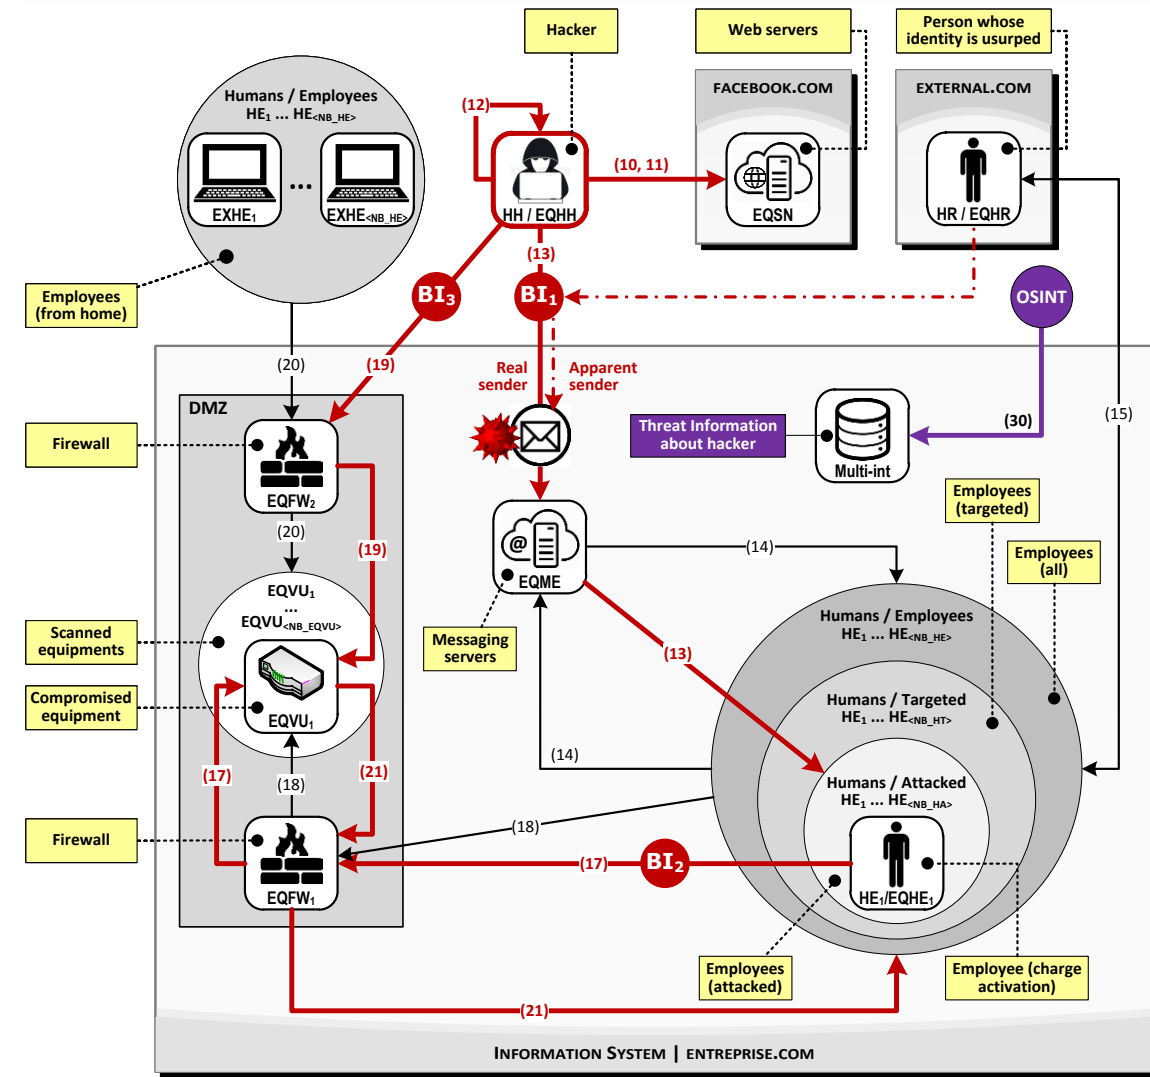 Hacker
Web servers
Person whose
identity is usurped
Humans / Employees
HE1 ... HE<NB_HE>
...
EXHE1
EXHE<NB_HE>
(12)
HH / EQHH
(10, 11)
FACEBOOK.COM
EQSN
EXTERNAL.COM
HR / EQHR
(13)
Employees
(from home)
BI3
BI1
OSINT
(20)
(19)
Real
sender
Apparent
sender
(15)
DMZ
Firewall
EQFW2
Threat Information
about hacker
Multi-int
(30)
(20)
(19)
@
EQME
(14)
Employees
(targeted)
Employees
(all)
EQVU1
...
EQVU<NB_EQVU>
Scanned
equipments
Compromised
equipment
EQVU1
Messaging
servers
(13)
Humans / Employees
HE1 ... HE<NB_HE>
Humans / Targeted
HE1 ... HE<NB_HT>
(14)
Humans / Attacked
HE1 ... HE<NB_HA>
(17)
(18)
(21)
(18)
Firewall
EQFW1
(17)
BI2
HE1/EQHE1
Employees
(attacked)
Employee (charge
activation)
(21)
INFORMATION SYSTEM | ENTREPRISE.COM